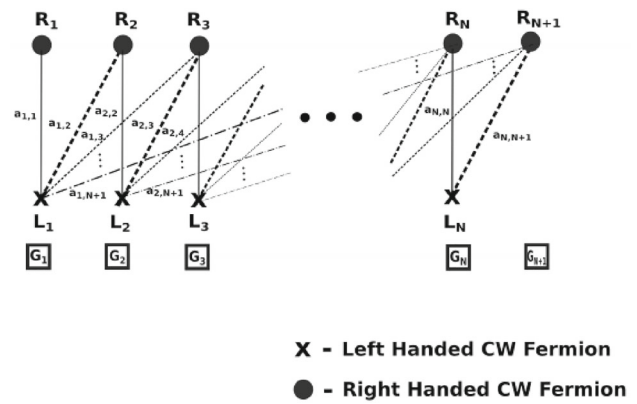 R1 R2 R3 RN RN+1
a1,1 a1,2 a2,2 a1,3 a2,3 a2,4 aN,N aN,N+1
a1,N+1 a2,N+1
L1 L2 L3 LN
G1 G2 G3 GN GN+1
X - Left Handed CW Fermion
- Right Handed CW Fermion